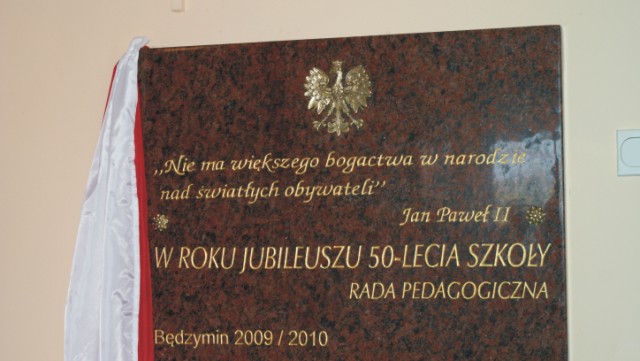 „Nie ma większego bogactwa w narodzie
nad światłych obywateli”
Jan Paweł II
W ROKU JUBILEUSZU 50-LECIA SZKOŁY
RADA PEDAGOGICZNA
Będzymin 2009 / 2010